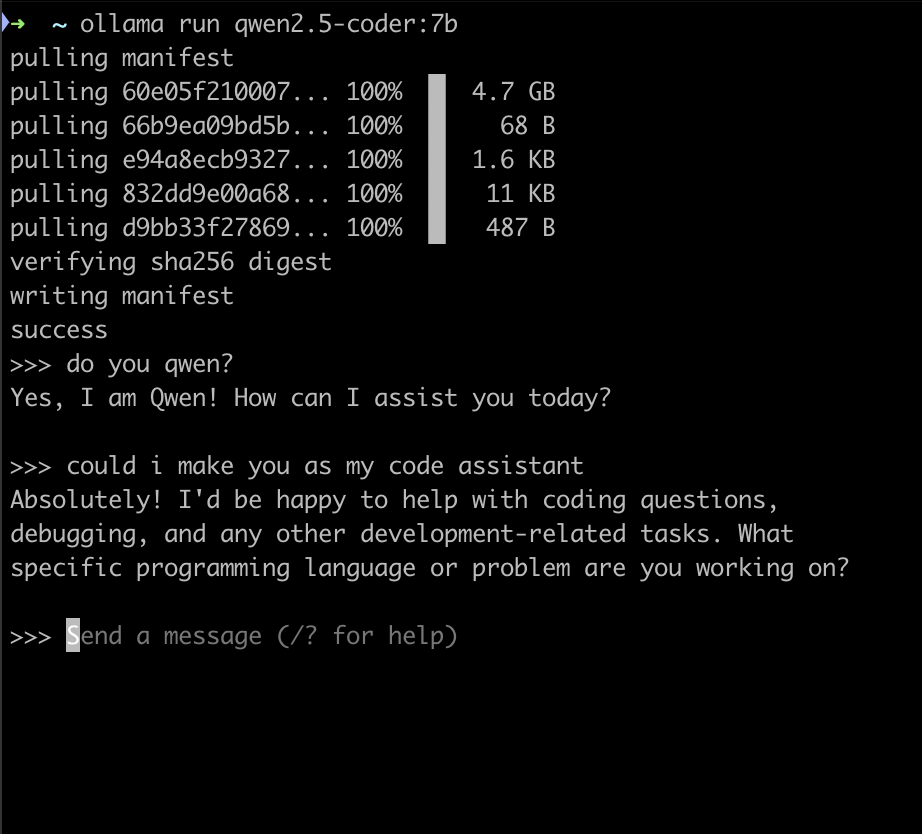 ➜ ~ ollama run qwen2.5-coder:7b
pulling manifest
pulling 60e05f210007... 100% 4.7 GB
pulling 66b9ea09bd5b... 100% 68 B
pulling e94a8ecb9327... 100% 1.6 KB
pulling 832dd9e00a68... 100% 11 KB
pulling d9bb33f27869... 100% 487 B
verifying sha256 digest
writing manifest
success
>>> do you qwen?
Yes, I am Qwen! How can I assist you today?
>>> could i make you as my code assistant
Absolutely! I'd be happy to help with coding questions,
debugging, and any other development-related tasks. What
specific programming language or problem are you working on?
>>> Send a message (/? for help)